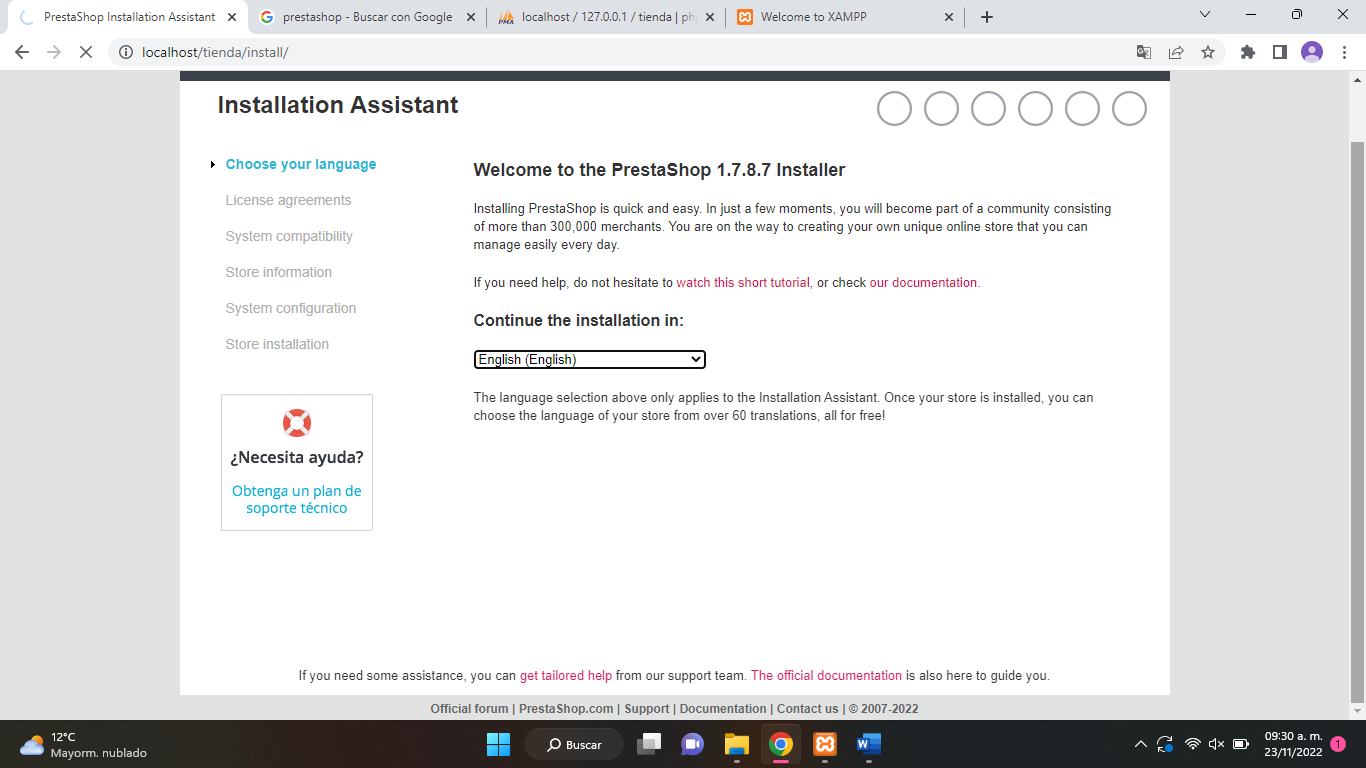 PrestaShop Installation Assistant
prestashop - Buscar con Google
localhost / 127.0.0.1 / tienda | ph
Welcome to XAMPP
localhost/tienda/install/
Installation Assistant
Choose your language
License agreements
System compatibility
Store information
System configuration
Store installation
¿Necesita ayuda?
Obtenga un plan de
soporte técnico
Welcome to the PrestaShop 1.7.8.7 Installer
Installing PrestaShop is quick and easy. In just a few moments, you will become part of a community consisting
of more than 300,000 merchants. You are on the way to creating your own unique online store that you can
manage easily every day.
If you need help, do not hesitate to watch this short tutorial, or check our documentation.
Continue the installation in:
English (English)
The language selection above only applies to the Installation Assistant. Once your store is installed, you can
choose the language of your store from over 60 translations, all for free!
If you need some assistance, you can get tailored help from our support team. The official documentation is also here to guide you.
Official forum | PrestaShop.com | Support | Documentation | Contact us | © 2007-2022
12°C
Mayorm. nublado
Buscar
09:30 a. m.
23/11/2022
1